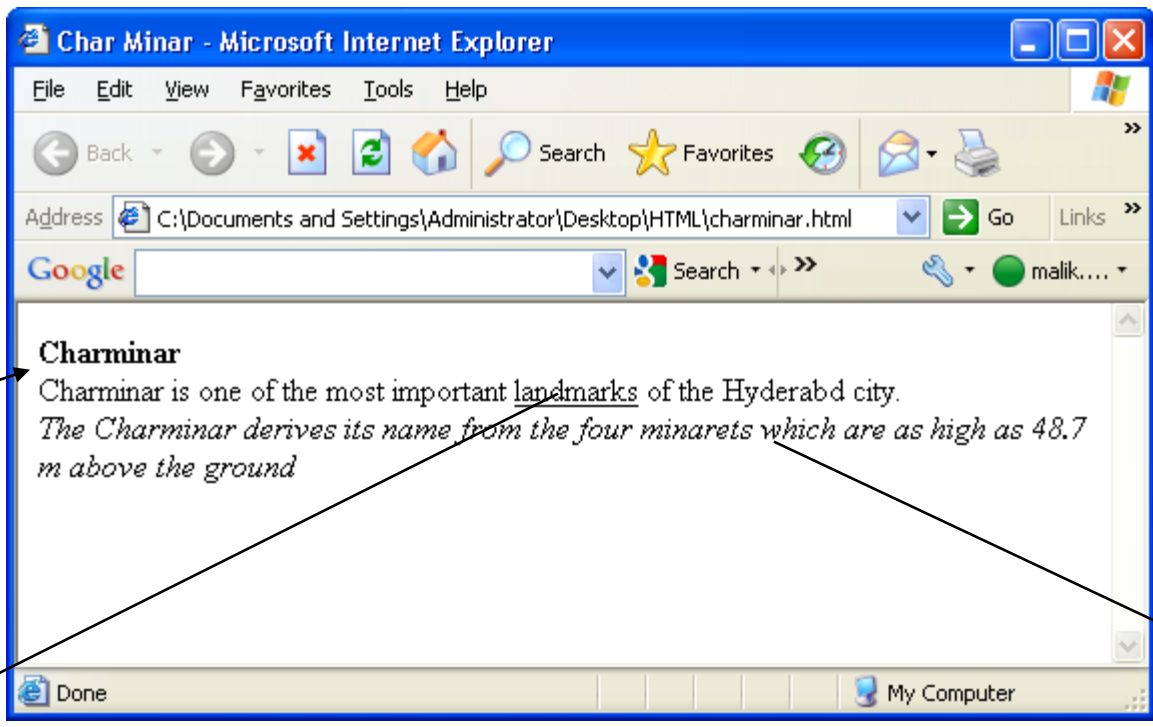 Char Minar - Microsoft Internet Explorer
File Edit View Favorites Tools Help
Back Search Favorites »
Address C:\Documents and Settings\Administrator\Desktop\HTML\charminar.html Go Links »
Google Search » malik....
Charminar
Charminar is one of the most important landmarks of the Hyderabd city.
The Charminar derives its name from the four minarets which are as high as 48.7
m above the ground
Done My Computer